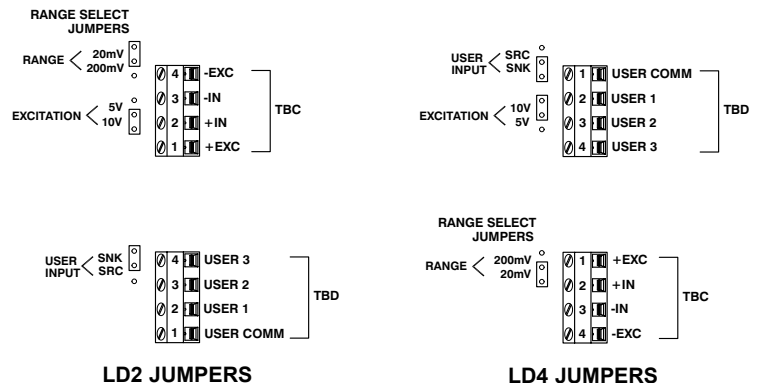 RANGE SELECT
JUMPERS
RANGE
20mV
200mV
EXCITATION
5V
10V
4 -EXC
3 -IN
2 +IN
1 +EXC
TBC
USER
INPUT
SNK
SRC
4 USER 3
3 USER 2
2 USER 1
1 USER COMM
TBD
LD2 JUMPERS
USER
INPUT
SRC
SNK
EXCITATION
10V
5V
1 USER COMM
2 USER 1
3 USER 2
4 USER 3
TBD
RANGE SELECT
JUMPERS
RANGE
200mV
20mV
1 +EXC
2 +IN
3 -IN
4 -EXC
TBC
LD4 JUMPERS